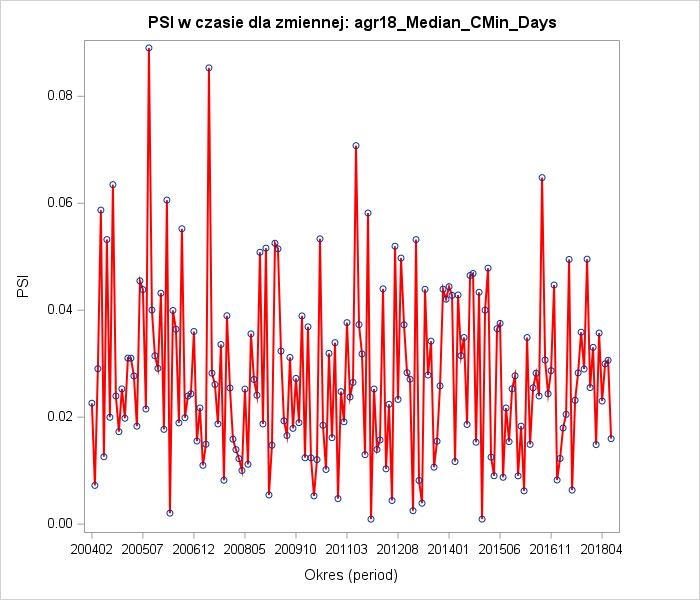 PSI w czasie dla zmiennej: agr18_Median_CMin_Days
0.08
0.06
PSI
0.04
0.02
0.00
200402 200507 200612 200805 200910 201103 201208 201401 201506 201611 201804
Okres (period)